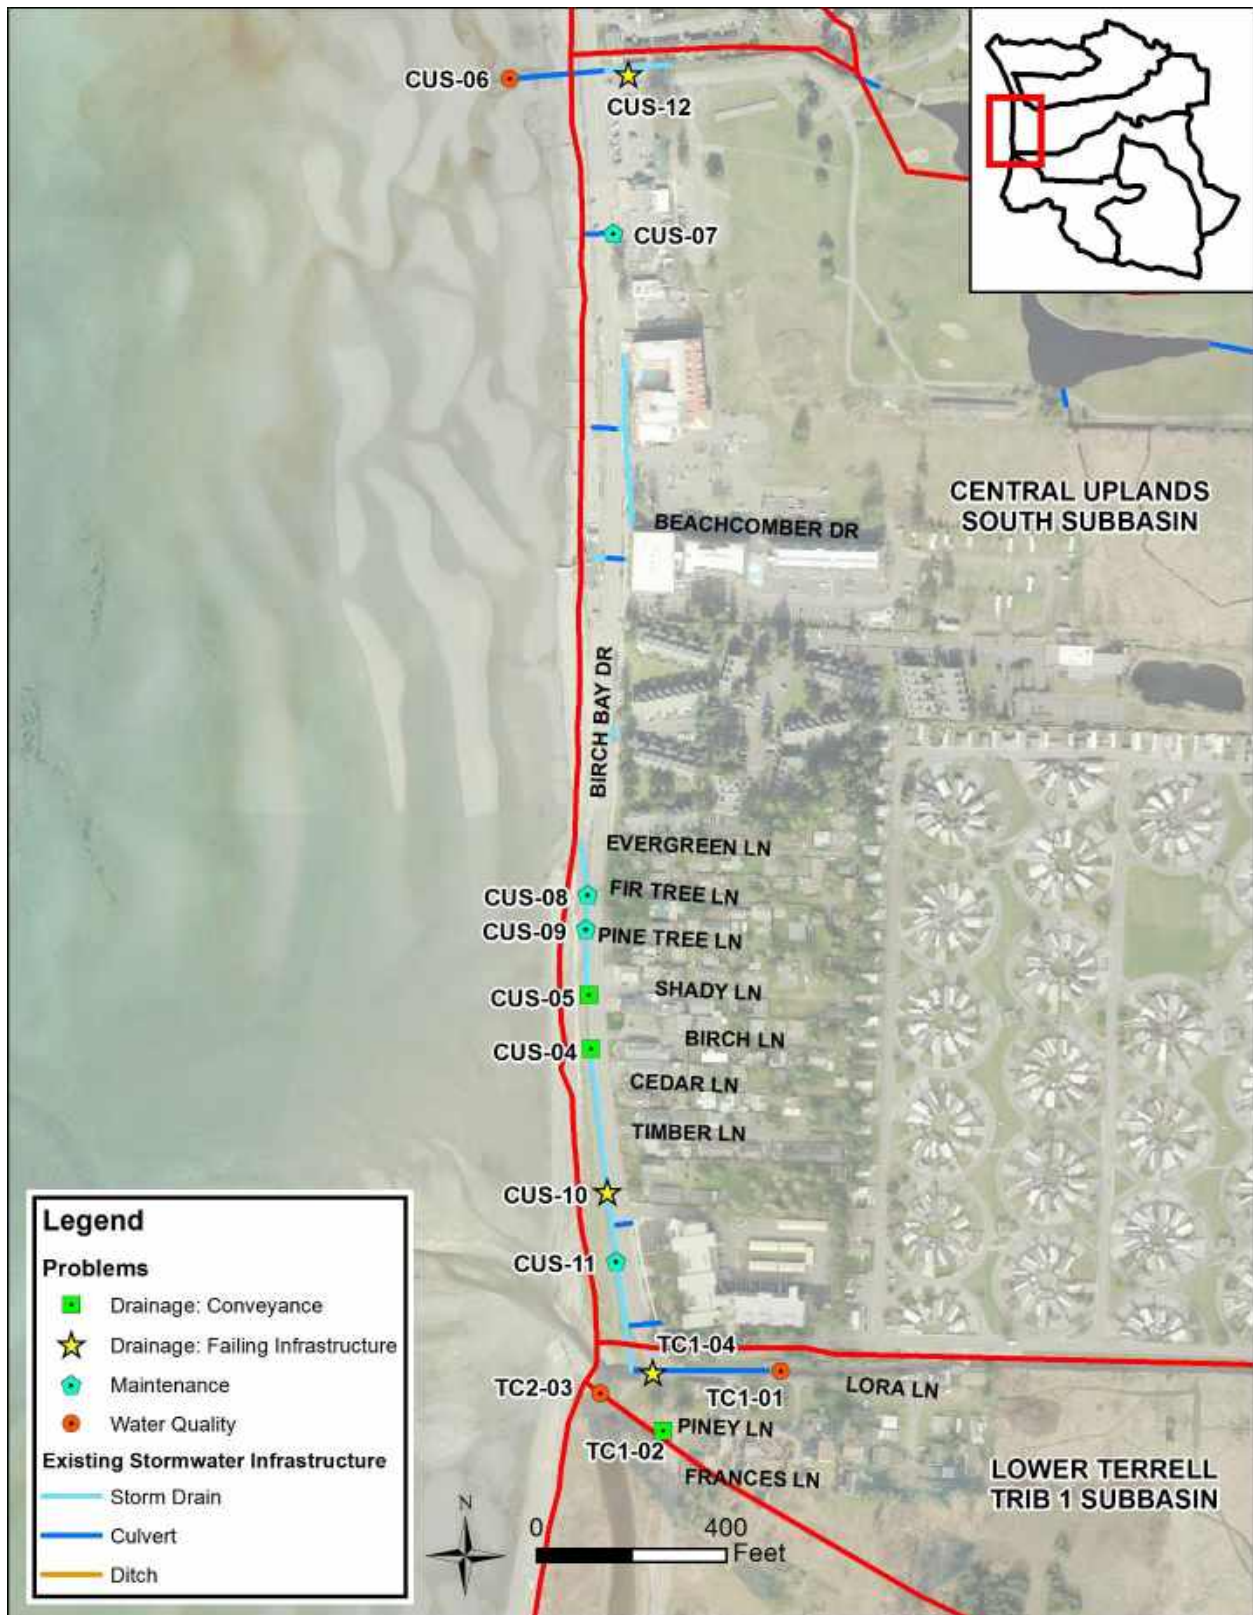 CUS-06
CUS-12
CUS-07
CENTRAL UPLANDS
SOUTH SUBBASIN
BEACHCOMBER DR
BIRCH BAY DR
EVERGREEN LN
CUS-08
FIR TREE LN
CUS-09
PINE TREE LN
CUS-05
SHADY LN
BIRCH LN
CUS-04
CEDAR LN
TIMBER LN
CUS-10
CUS-11
TC1-04
TC2-03
TC1-01
LORA LN
PINEY LN
TC1-02
FRANCES LN
LOWER TERRELL
TRIB 1 SUBBASIN
Legend
Problems
Drainage: Conveyance
Drainage: Failing Infrastructure
Maintenance
Water Quality
Existing Stormwater Infrastructure
Storm Drain
Culvert
Ditch
N
0 400
Feet